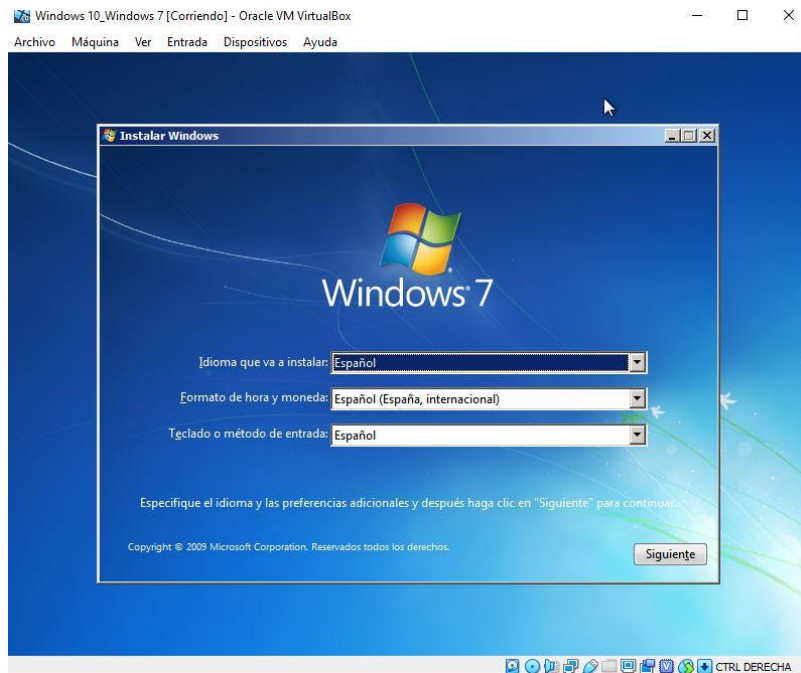 Windows 10_Windows 7 [Corriendo] - Oracle VM VirtualBox
Archivo Máquina Ver Entrada Dispositivos Ayuda
Instalar Windows
Windows 7
Idioma que va a instalar: Español
Formato de hora y moneda: Español (España, internacional)
Teclado o método de entrada: Español
Especifique el idioma y las preferencias adicionales y después haga clic en "Siguiente" para continuar.
Copyright © 2009 Microsoft Corporation. Reservados todos los derechos.
Siguiente
CTRL DERECHA